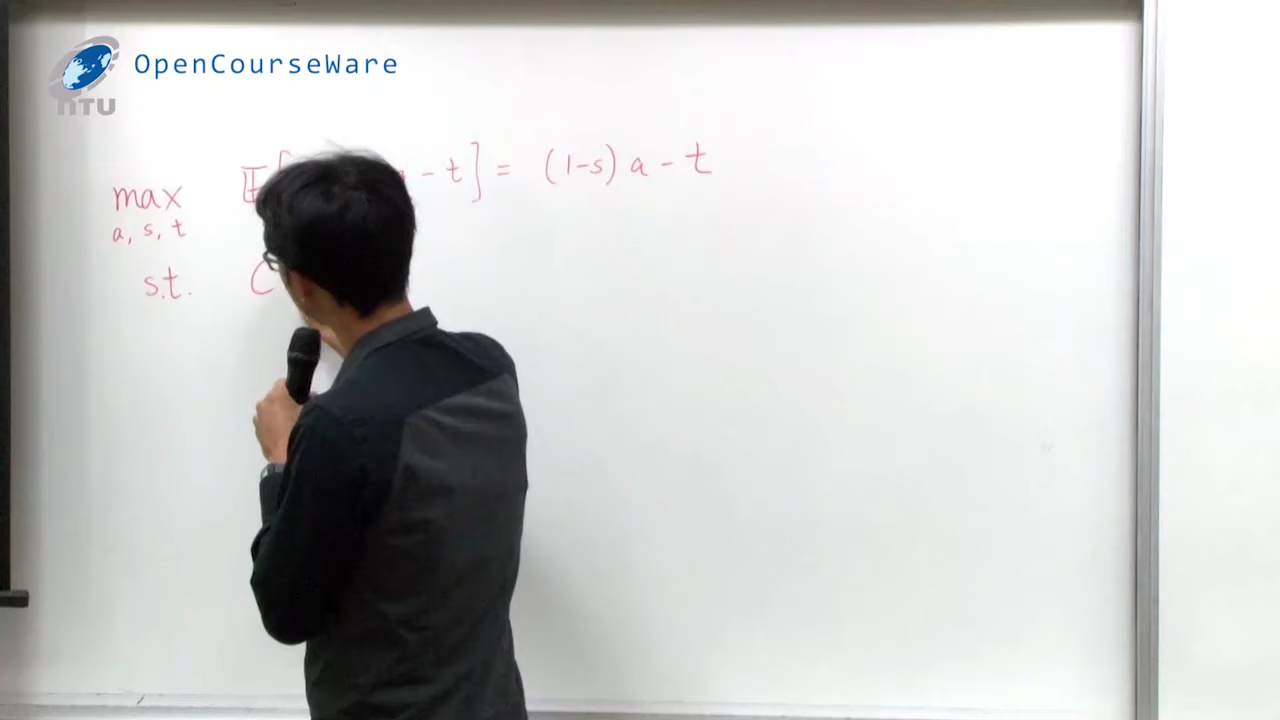 OpenCourseWare
NTU
max 𝔼[ - t] = (1-s) a - t
a, s, t
s.t. C